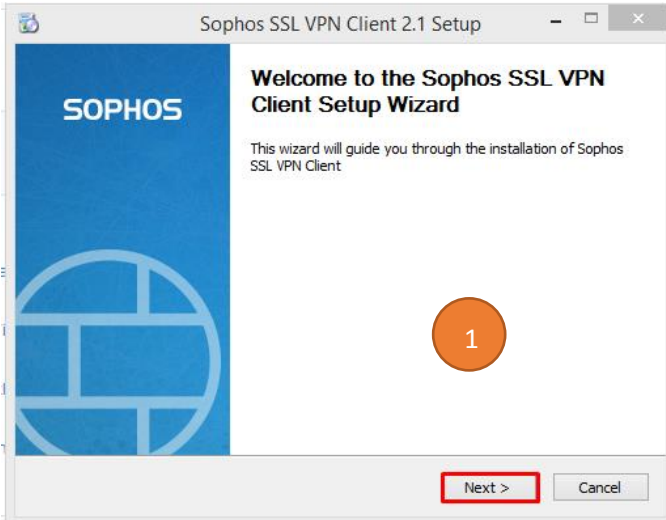 Sophos SSL VPN Client 2.1 Setup
SOPHOS
Welcome to the Sophos SSL VPN
Client Setup Wizard
This wizard will guide you through the installation of Sophos
SSL VPN Client
1
Next >
Cancel